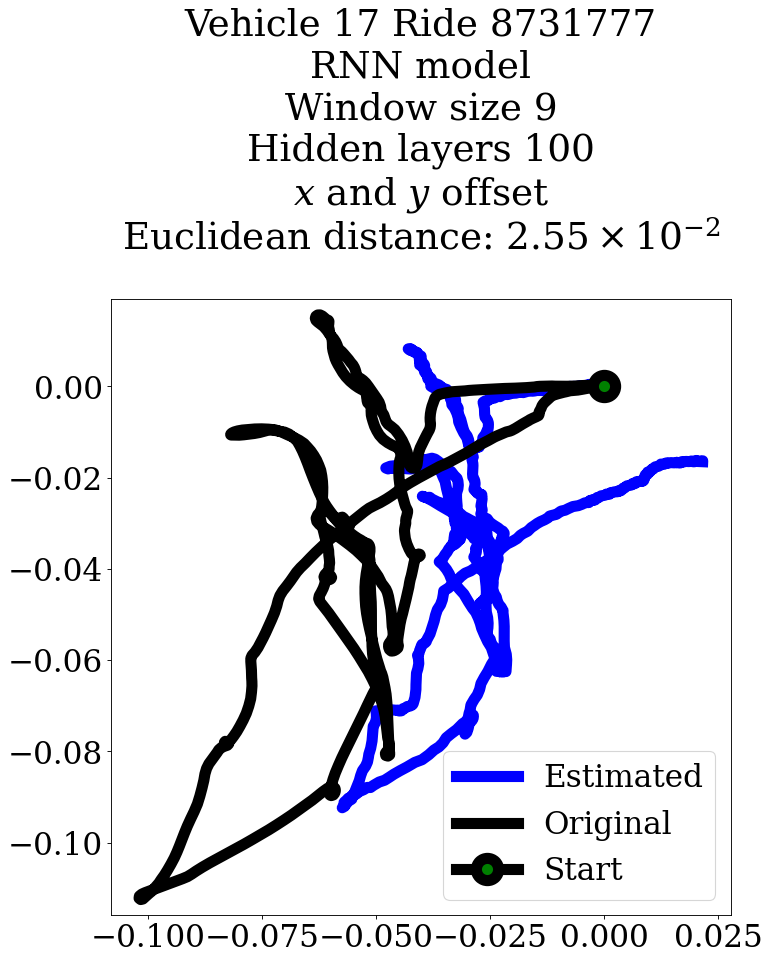 Vehicle 17 Ride 8731777
RNN model
Window size 9
Hidden layers 100
x and y offset
Euclidean distance: 2.55 × 10⁻²
0.00
−0.02
−0.04
−0.06
−0.08
−0.10
Estimated
Original
Start
−0.100 −0.075 −0.050 −0.025 0.000 0.025